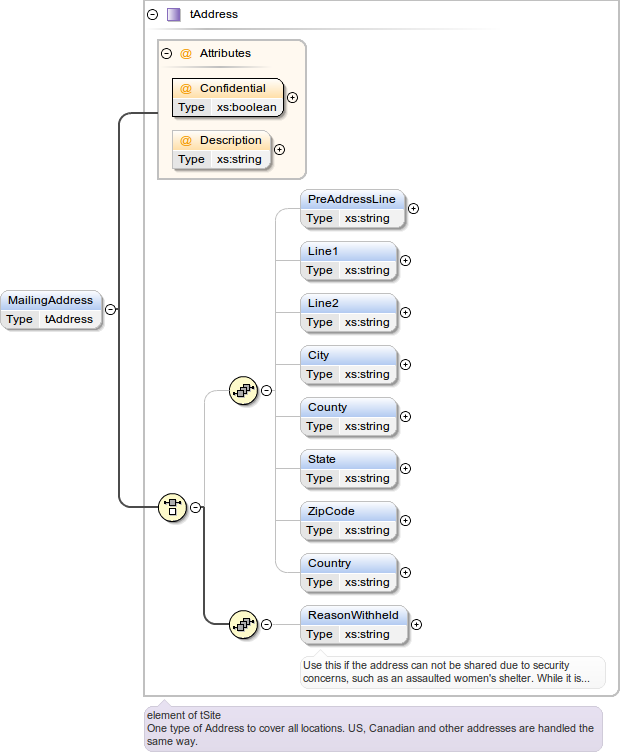 tAddress
@ Attributes
@ Confidential
Type xs:boolean
@ Description
Type xs:string
PreAddressLine
Type xs:string
Line1
Type xs:string
MailingAddress
Type tAddress
Line2
Type xs:string
City
Type xs:string
County
Type xs:string
State
Type xs:string
ZipCode
Type xs:string
Country
Type xs:string
ReasonWithheld
Type xs:string
Use this if the address can not be shared due to security
concerns, such as an assaulted women's shelter. While it is...
element of tSite
One type of Address to cover all locations. US, Canadian and other addresses are handled the
same way.